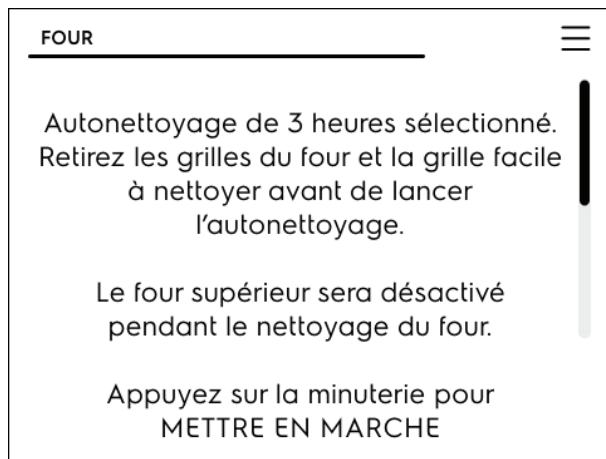 FOUR
Autonettoyage de 3 heures sélectionné.
Retirez les grilles du four et la grille facile
à nettoyer avant de lancer
l'autonettoyage.
Le four supérieur sera désactivé
pendant le nettoyage du four.
Appuyez sur la minuterie pour
METTRE EN MARCHE